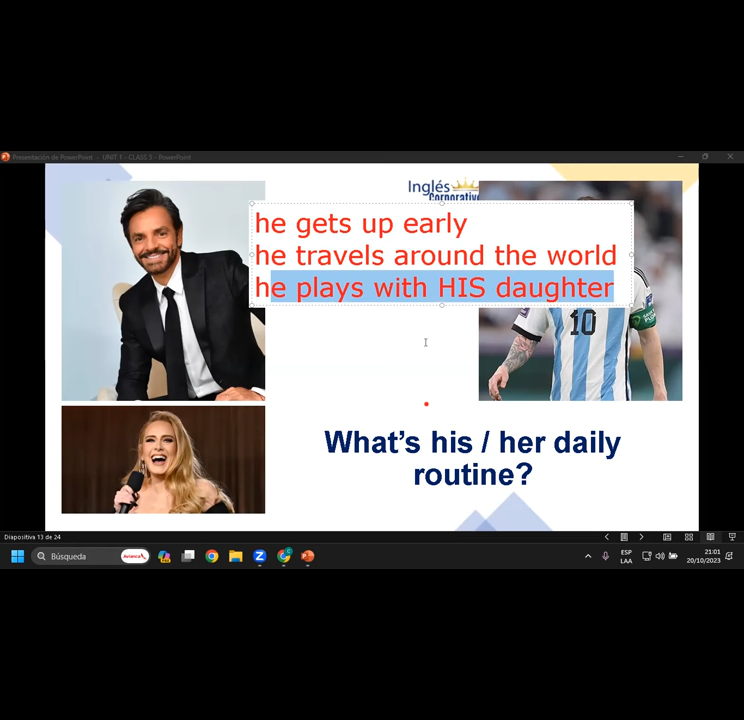 Presentación de PowerPoint - UNIT 1 - CLASS 5 - PowerPoint
Inglés
Corporativo
he gets up early
he travels around the world
he plays with HIS daughter
10
What's his / her daily
routine?
Diapositiva 13 de 24
Búsqueda
Avianca
ESP
LAA
21:01
20/10/2023